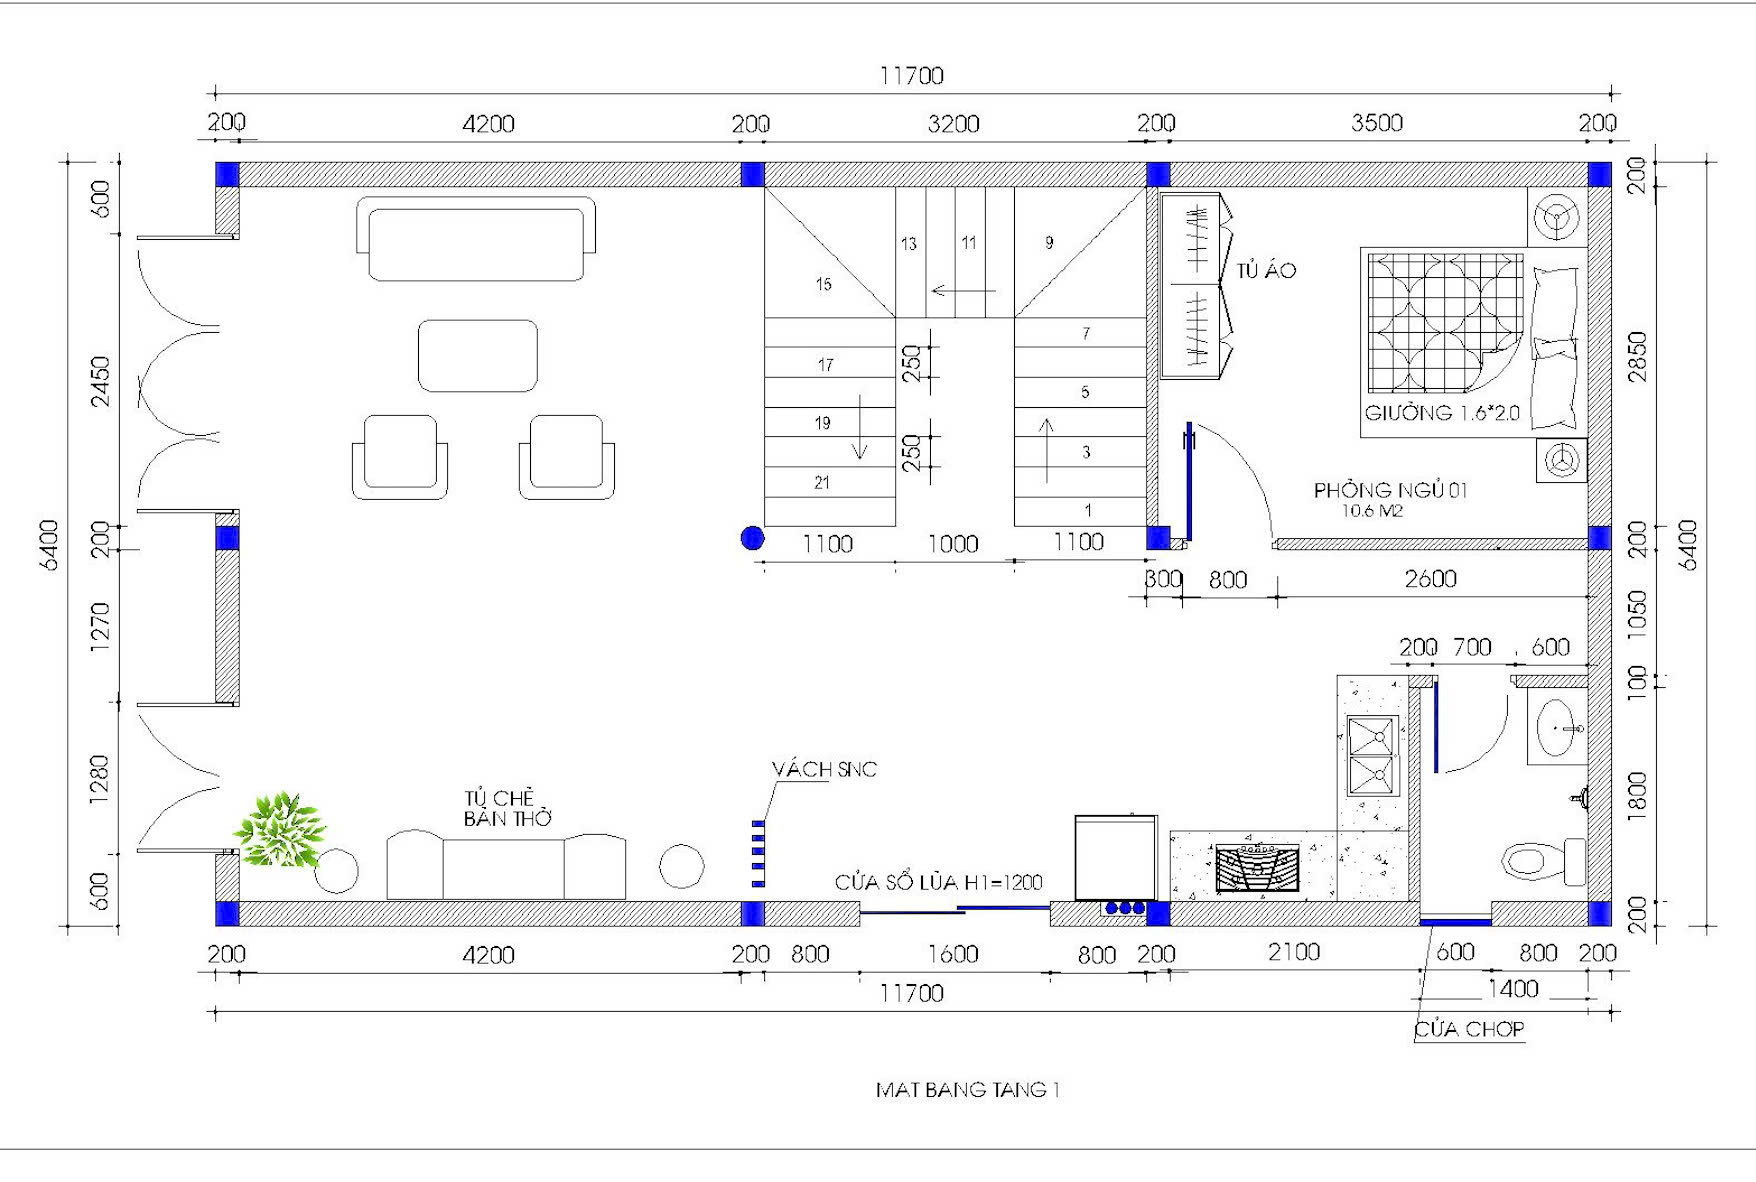 11700
200 4200 200 3200 200 3500 200
600
2450
200
1270
1280
600
6400
200
2850
200
1050
100
1800
200
6400
13
11
9
15
7
17
5
19
3
21
1
250
250
1100 1000 1100
TỦ ÁO
GIƯỜNG 1.6*2.0
PHÒNG NGỦ 01
10.6 M2
300 800 2600
200 700 600
VÁCH SNC
TỦ CHÈ
BÀN THỜ
CỬA SỔ LÙA H1=1200
200 4200 200 800 1600 800 200 2100 600 800 200
11700
1400
CỬA CHOP
MAT BANG TANG 1